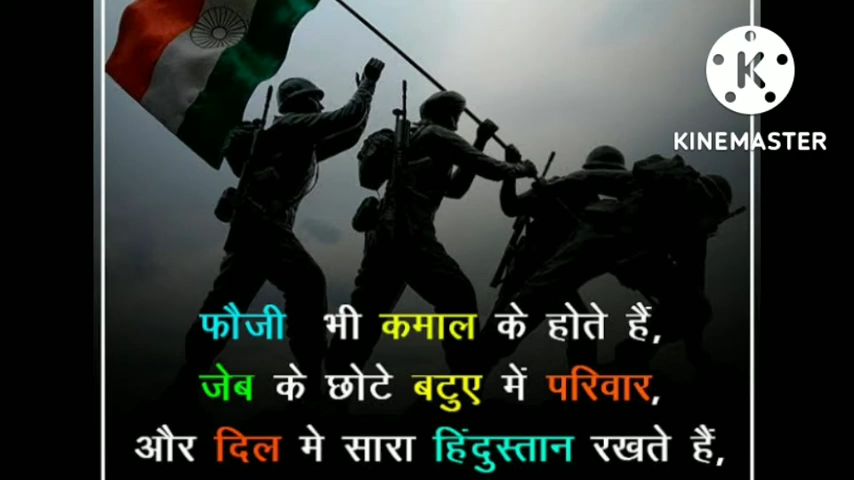 KINEMASTER
फौजी भी कमाल के होते हैं,
जेब के छोटे बटुए में परिवार,
और दिल मे सारा हिंदुस्तान रखते हैं,